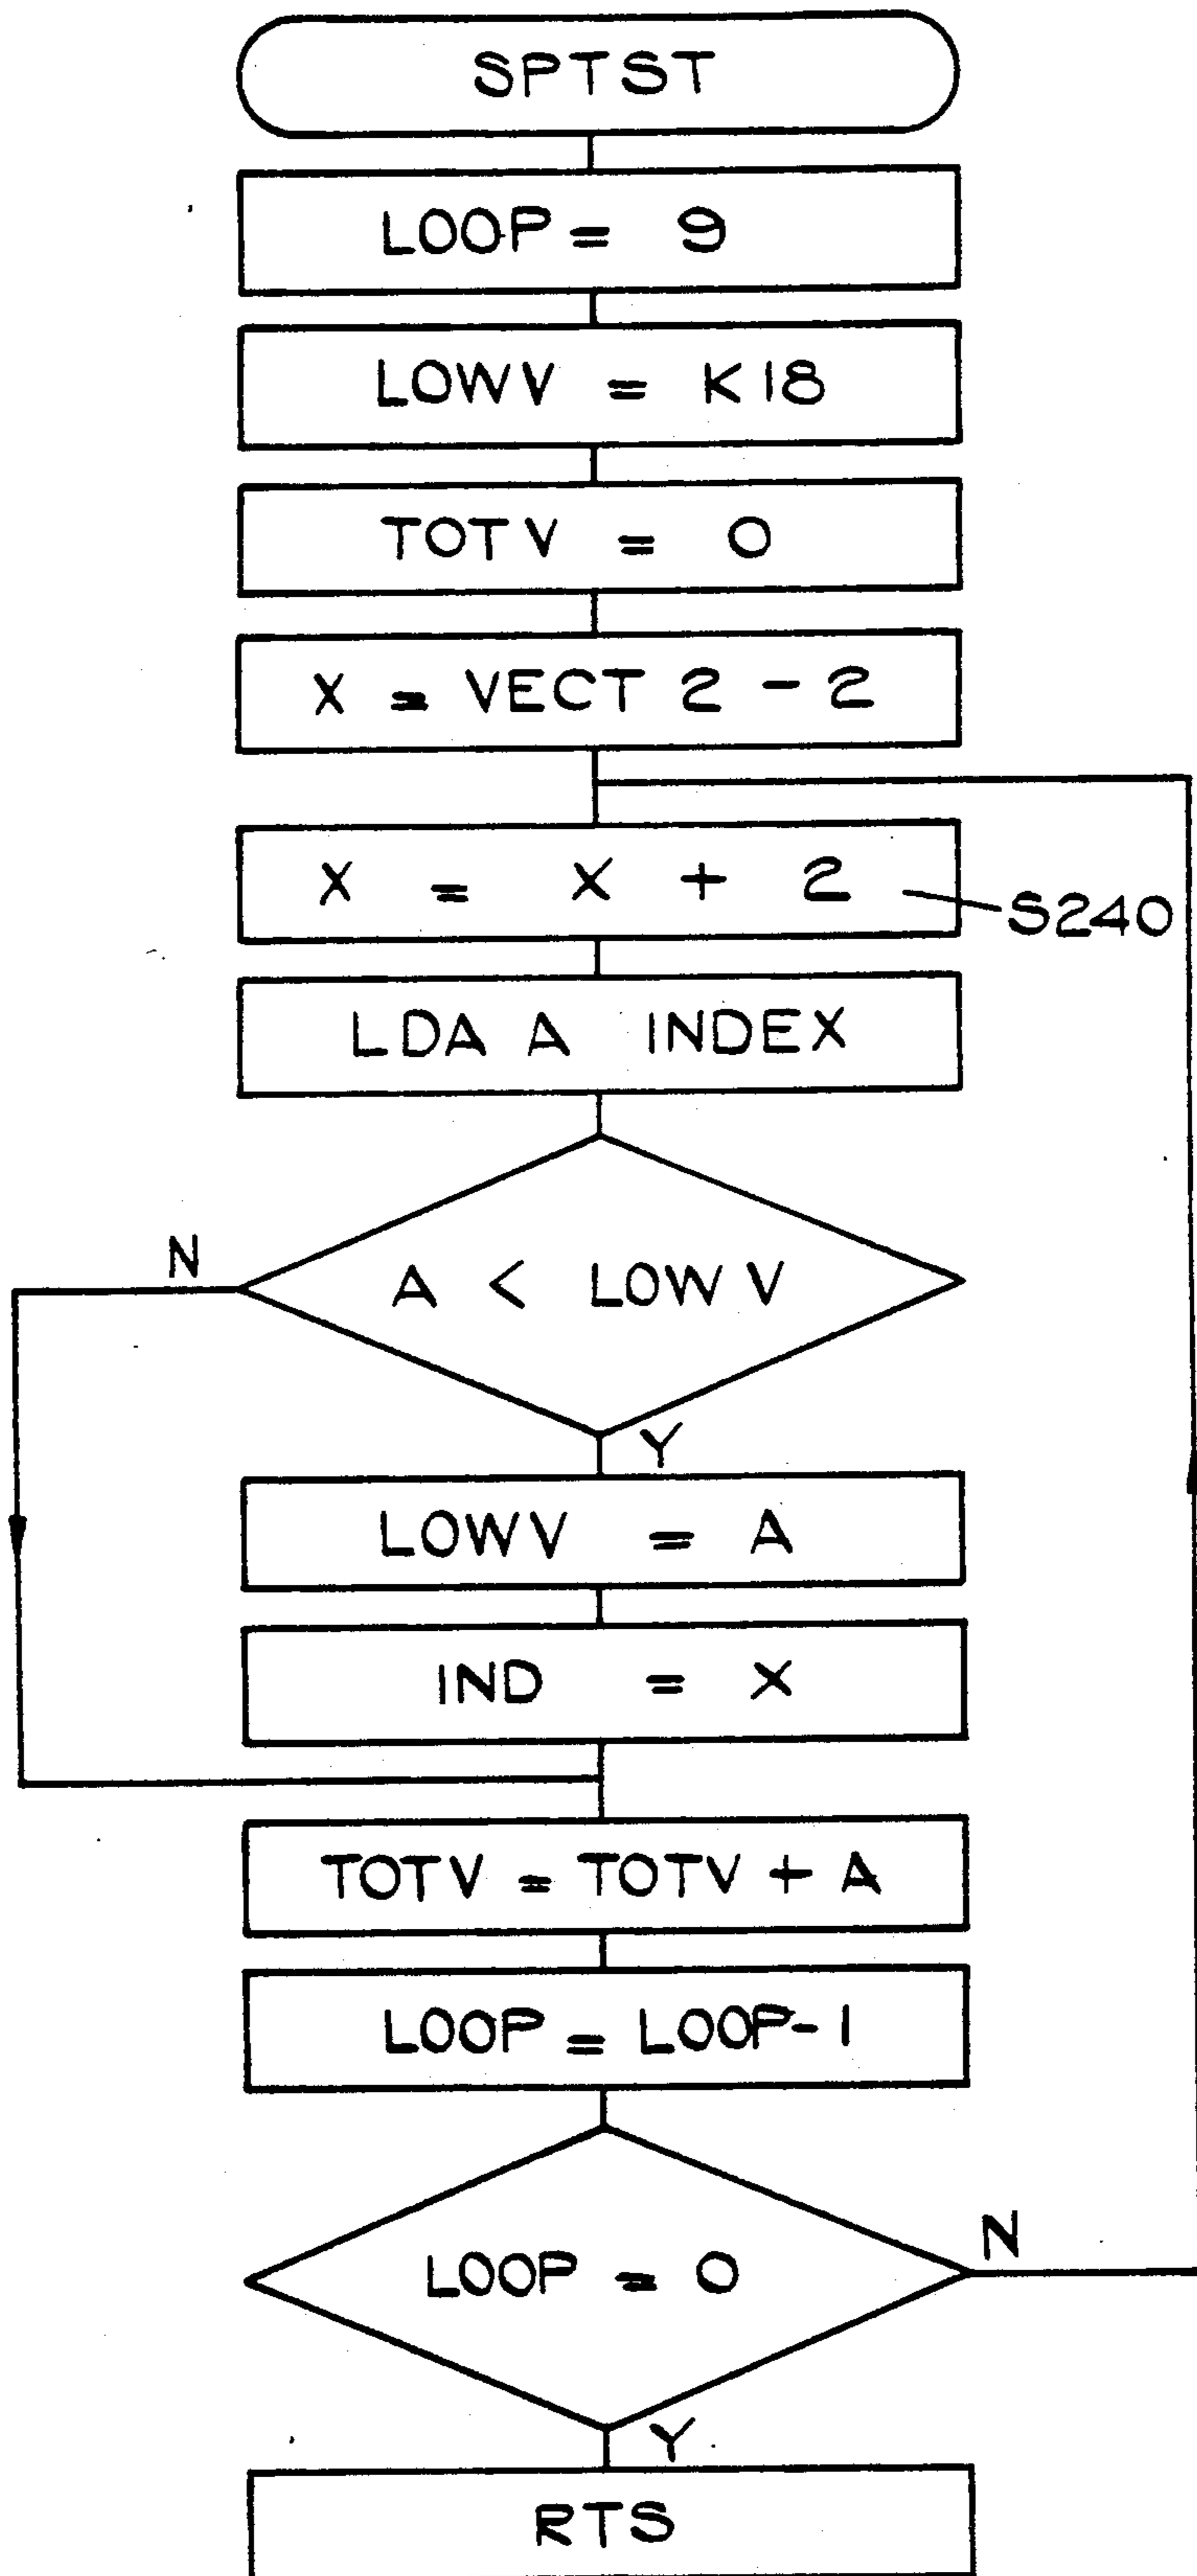 SPTST
LOOP = 9
LOWV = K18
TOTV = 0
X = VECT 2 - 2
X = X + 2
S240
LDA A INDEX
N
A < LOWV
Y
LOWV = A
IND = X
TOTV = TOTV + A
LOOP = LOOP-1
N
LOOP = 0
Y
RTS